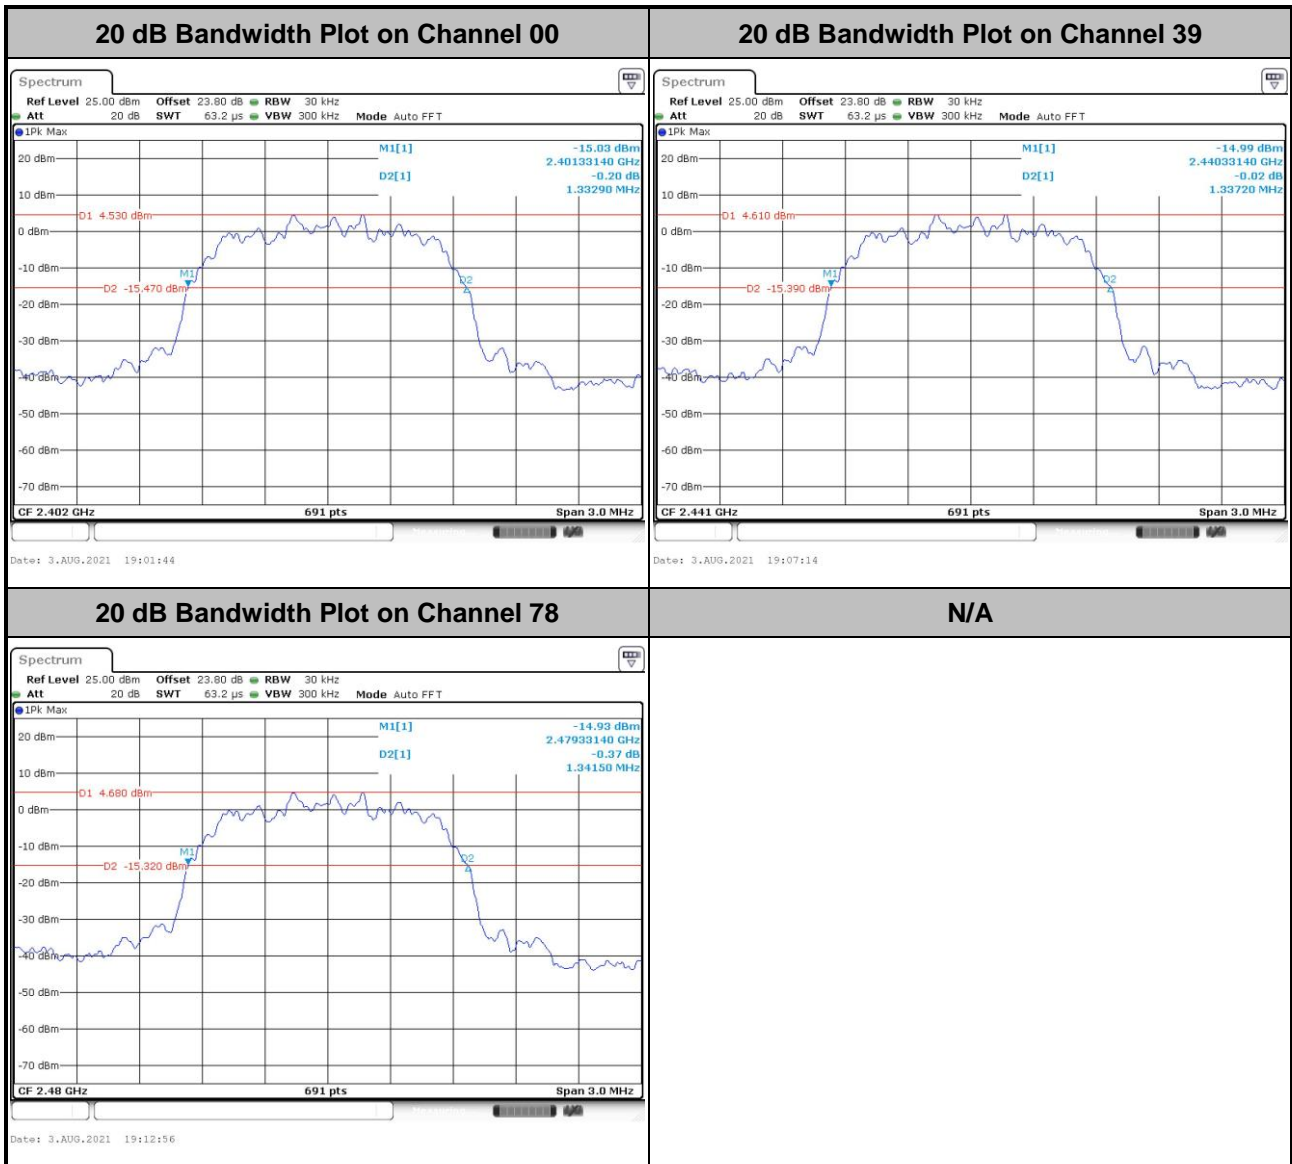 20 dB Bandwidth Plot on Channel 00
20 dB Bandwidth Plot on Channel 39
Spectrum
Ref Level 25.00 dBm Offset 23.80 dB RBW 30 kHz
Att 20 dB SWT 63.2 µs VBW 300 kHz Mode Auto FFT
1Pk Max
M1[1] -15.03 dBm
2.40133140 GHz
D2[1] -0.20 dB
1.33290 MHz
20 dBm
10 dBm
D1 4.530 dBm
0 dBm
-10 dBm
M1
D2
D2 -15.470 dBm
-20 dBm
-30 dBm
-40 dBm
-50 dBm
-60 dBm
-70 dBm
CF 2.402 GHz 691 pts Span 3.0 MHz
Date: 3.AUG.2021 19:01:44
Spectrum
Ref Level 25.00 dBm Offset 23.80 dB RBW 30 kHz
Att 20 dB SWT 63.2 µs VBW 300 kHz Mode Auto FFT
1Pk Max
M1[1] -14.99 dBm
2.44033140 GHz
D2[1] -0.02 dB
1.33720 MHz
20 dBm
10 dBm
D1 4.610 dBm
0 dBm
-10 dBm
M1
D2
D2 -15.390 dBm
-20 dBm
-30 dBm
-40 dBm
-50 dBm
-60 dBm
-70 dBm
CF 2.441 GHz 691 pts Span 3.0 MHz
Date: 3.AUG.2021 19:07:14
20 dB Bandwidth Plot on Channel 78
N/A
Spectrum
Ref Level 25.00 dBm Offset 23.80 dB RBW 30 kHz
Att 20 dB SWT 63.2 µs VBW 300 kHz Mode Auto FFT
1Pk Max
M1[1] -14.93 dBm
2.47933140 GHz
D2[1] -0.37 dB
1.34150 MHz
20 dBm
10 dBm
D1 4.680 dBm
0 dBm
-10 dBm
M1
D2
D2 -15.320 dBm
-20 dBm
-30 dBm
-40 dBm
-50 dBm
-60 dBm
-70 dBm
CF 2.48 GHz 691 pts Span 3.0 MHz
Date: 3.AUG.2021 19:12:56